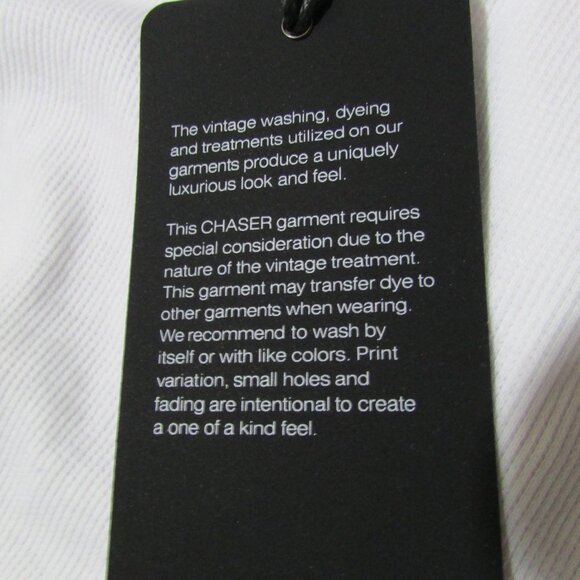 The vintage washing, dyeing
and treatments utilized on our
garments produce a uniquely
luxurious look and feel.
This CHASER garment requires
special consideration due to the
nature of the vintage treatment.
This garment may transfer dye to
other garments when wearing.
We recommend to wash by
itself or with like colors. Print
variation, small holes and
fading are intentional to create
a one of a kind feel.